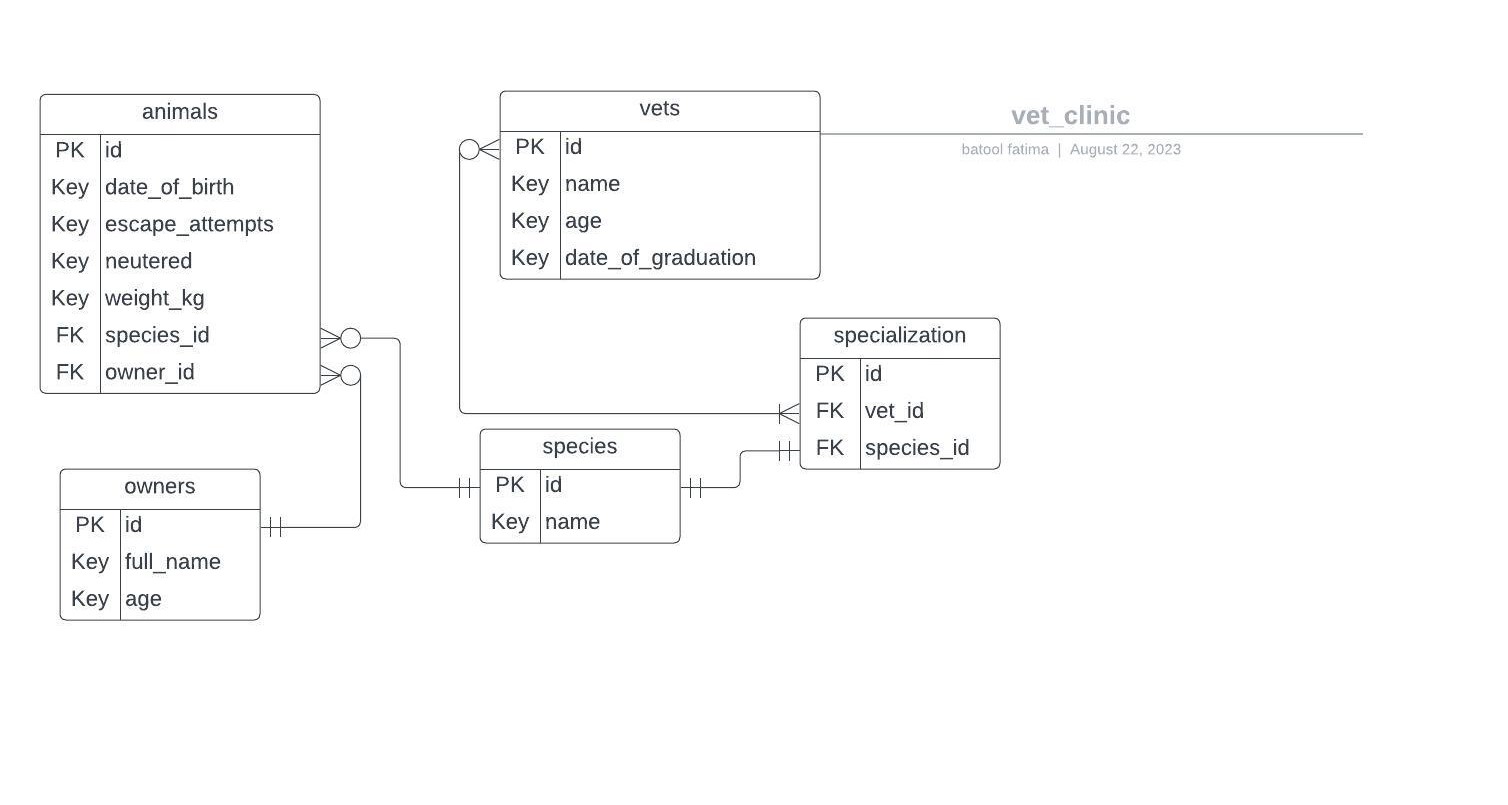 animals
PK id
Key date_of_birth
Key escape_attempts
Key neutered
Key weight_kg
FK species_id
FK owner_id
vets
PK id
Key name
Key age
Key date_of_graduation
vet_clinic
batool fatima | August 22, 2023
specialization
PK id
FK vet_id
FK species_id
species
PK id
Key name
owners
PK id
Key full_name
Key age